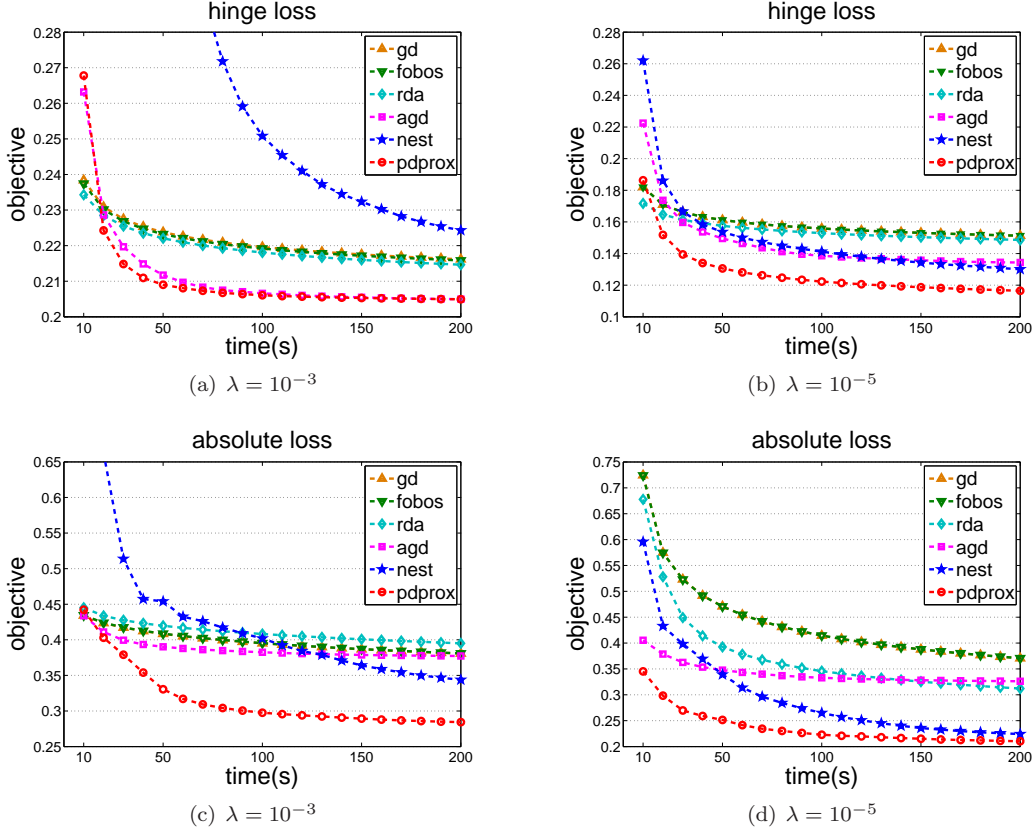 hinge loss
0.28
0.27
0.26
0.25
0.24
0.23
0.22
0.21
0.2
objective
gd
fobos
rda
agd
nest
pdprox
10 50 100 150 200
time(s)
(a) λ = 10⁻³
hinge loss
0.28
0.26
0.24
0.22
0.2
0.18
0.16
0.14
0.12
0.1
objective
gd
fobos
rda
agd
nest
pdprox
10 50 100 150 200
time(s)
(b) λ = 10⁻⁵
absolute loss
0.65
0.6
0.55
0.5
0.45
0.4
0.35
0.3
0.25
objective
gd
fobos
rda
agd
nest
pdprox
10 50 100 150 200
time(s)
(c) λ = 10⁻³
absolute loss
0.75
0.7
0.65
0.6
0.55
0.5
0.45
0.4
0.35
0.3
0.25
0.2
objective
gd
fobos
rda
agd
nest
pdprox
10 50 100 150 200
time(s)
(d) λ = 10⁻⁵